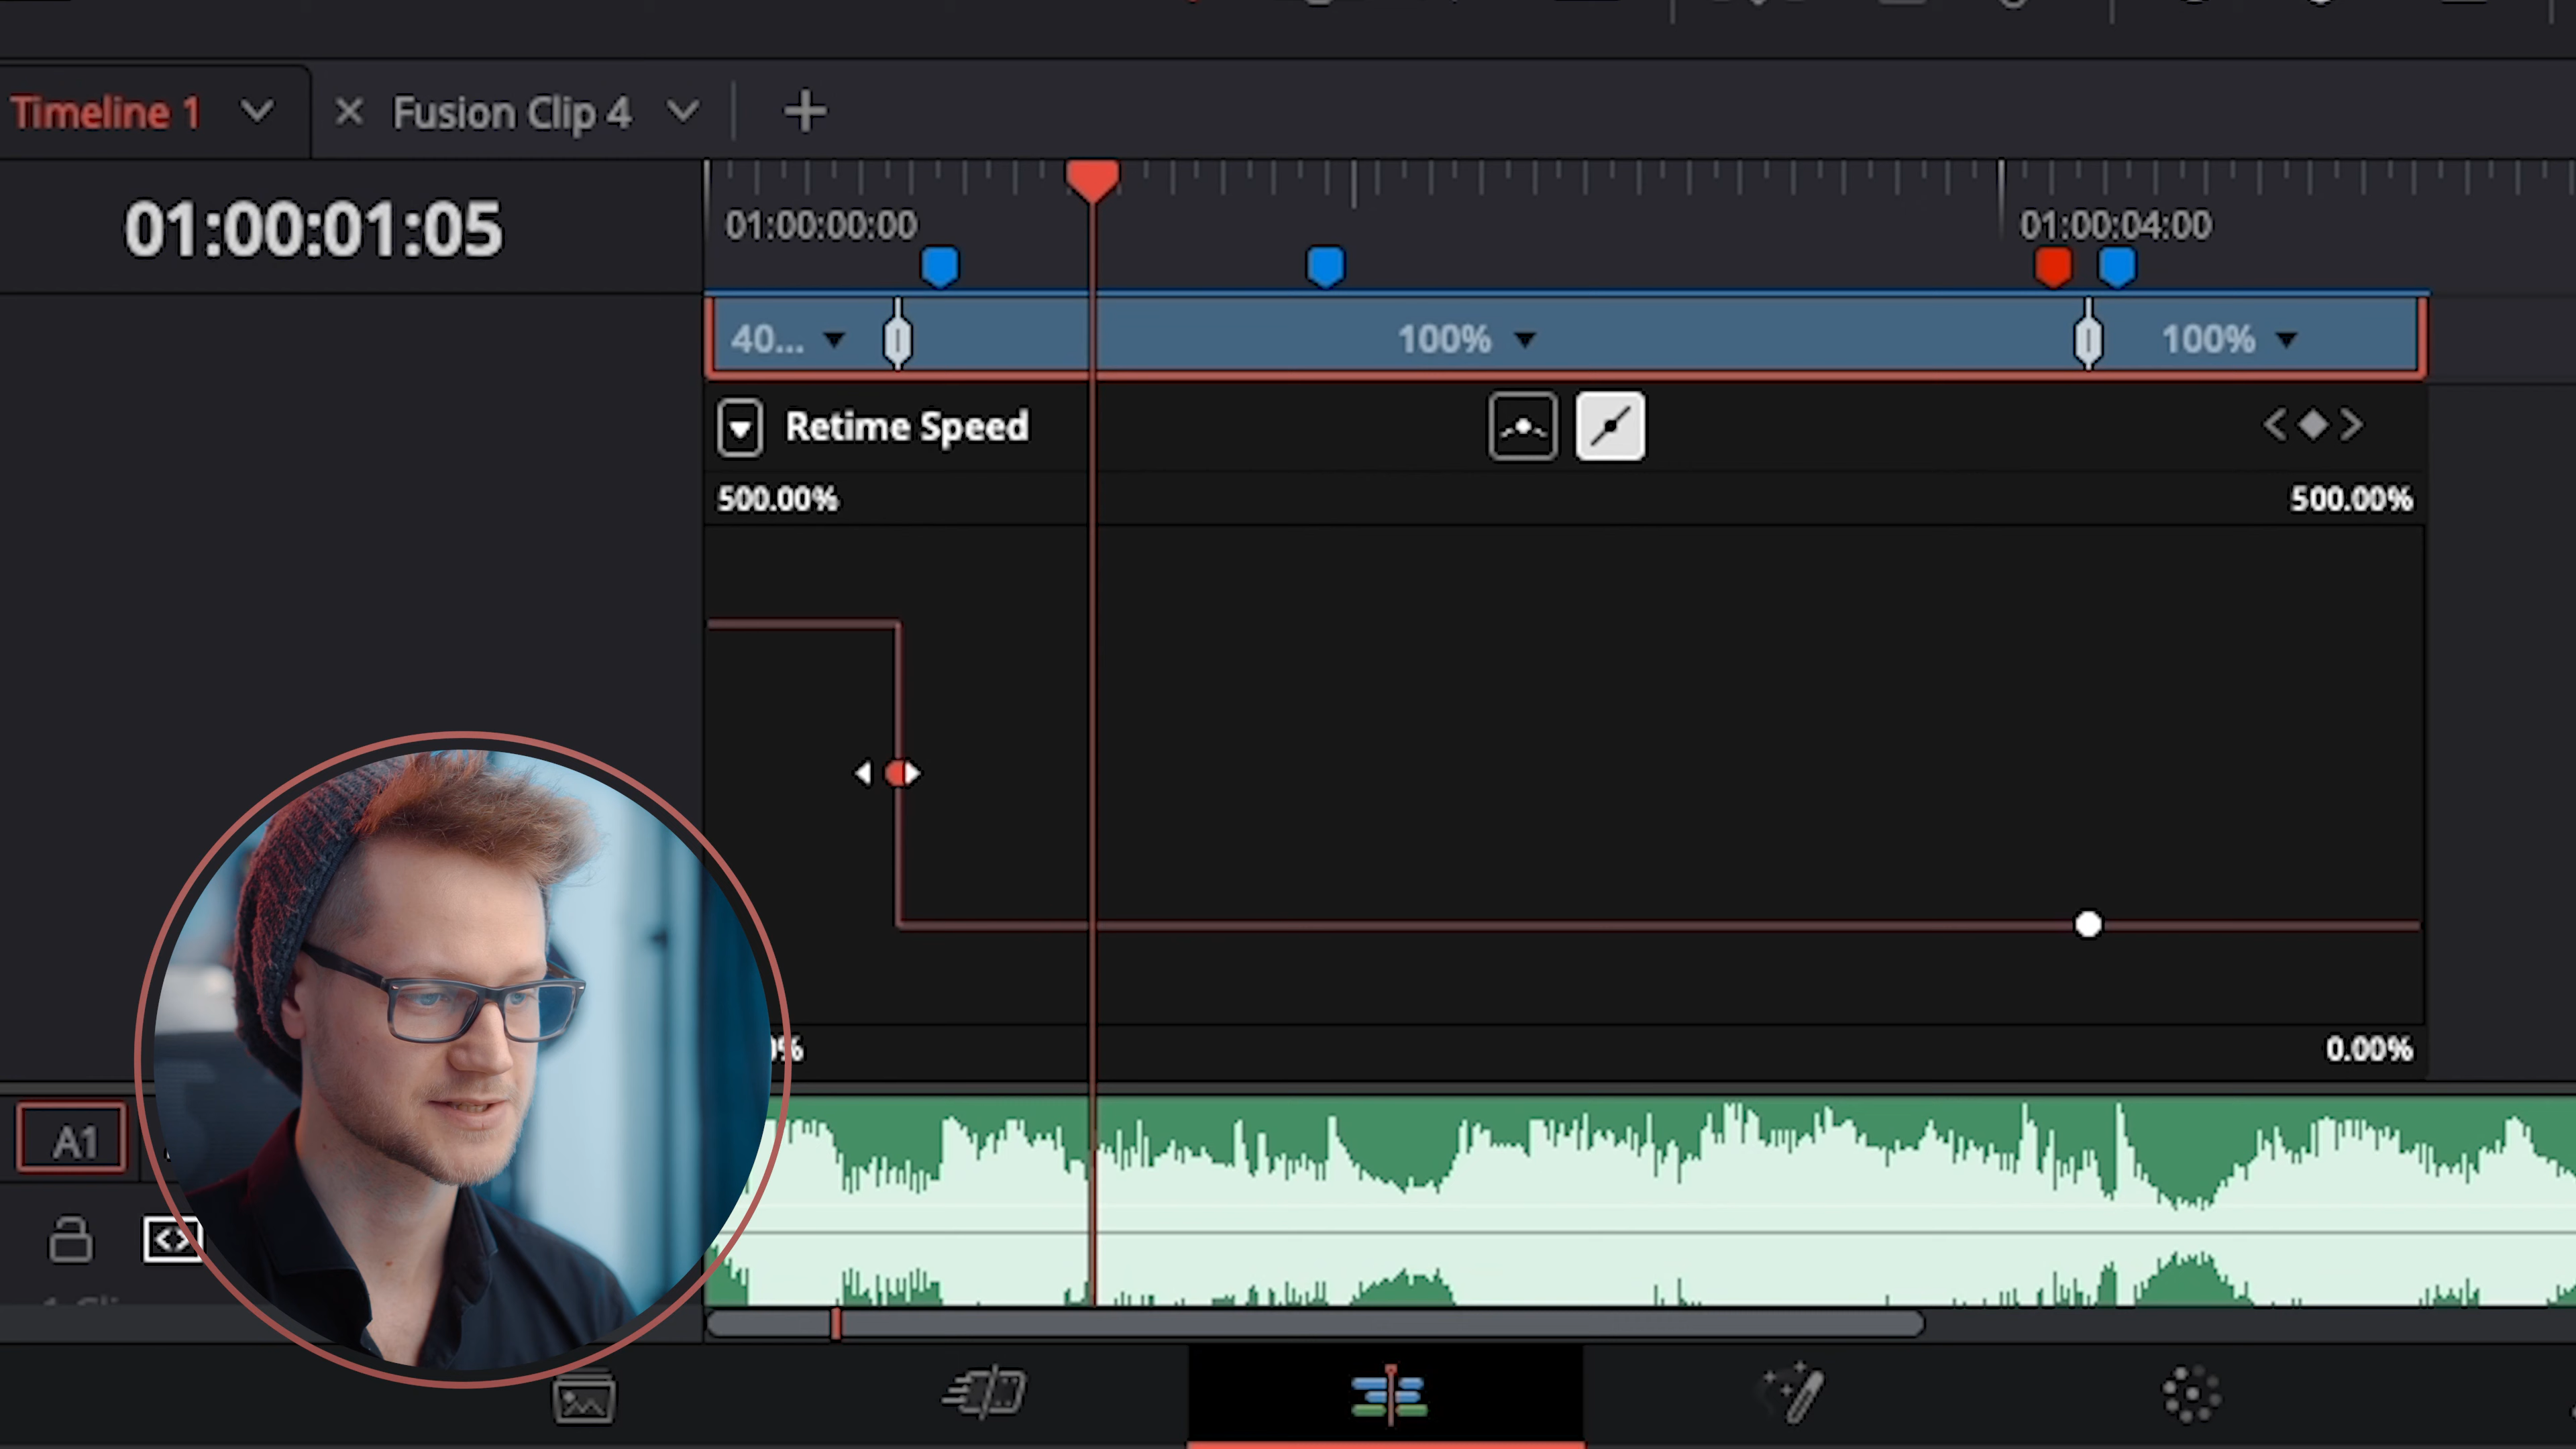 Timeline 1
Fusion Clip 4
01:00:01:05
01:00:00:00
01:00:04:00
40...
100%
100%
Retime Speed
500.00%
500.00%
0.00%
A1